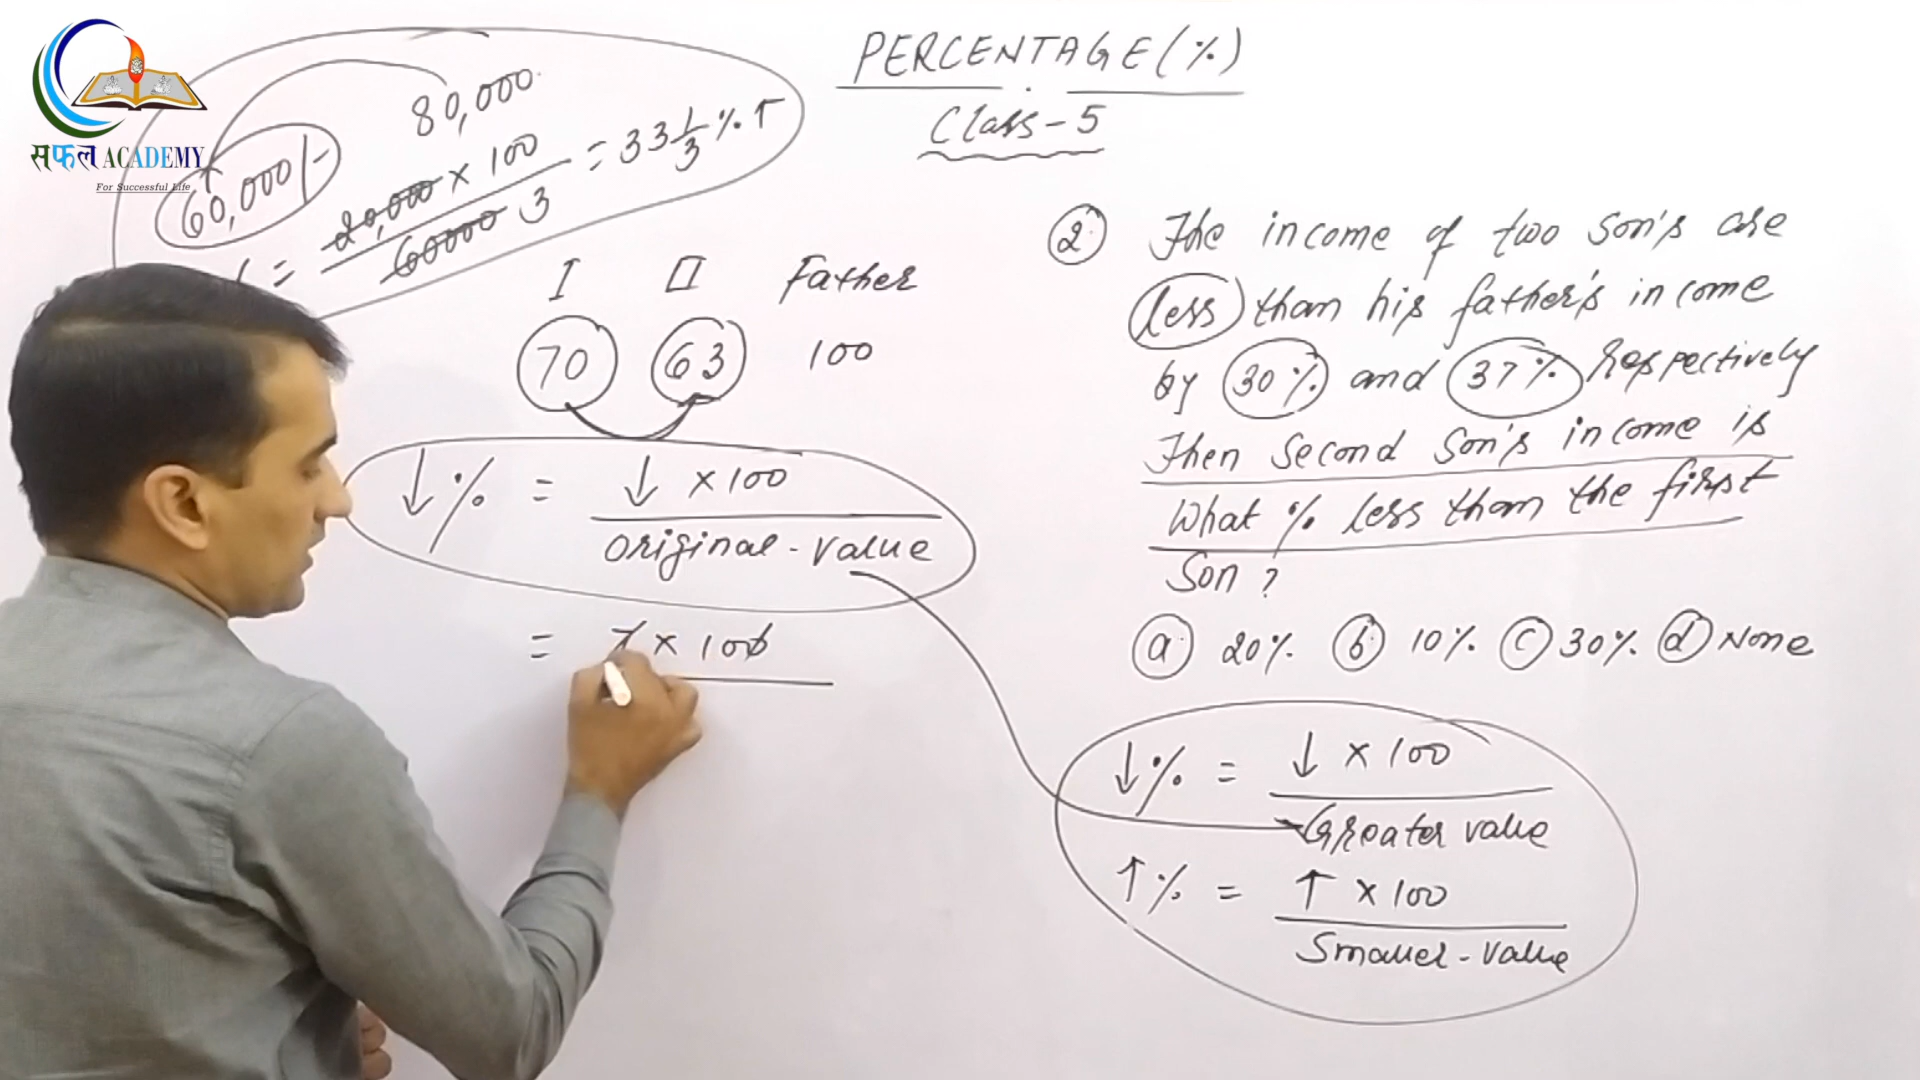 सफल ACADEMY
For Successful Life
80,000
60,000/-
= 20,000 × 100 / 60000 3 = 33 1/3 % ↑
PERCENTAGE (%)
Class - 5
I II Father
70 63 100
↓ % = ↓ × 100
original - value
= 7 × 100
② The income of two son's are
less than his father's income
by 30% and 37% respectively
Then second son's income is
What % less than the first
Son ?
ⓐ 20% ⓑ 10% ⓒ 30% ⓓ None
↓ % = ↓ × 100
Greater value
↑ % = ↑ × 100
Smaller - value